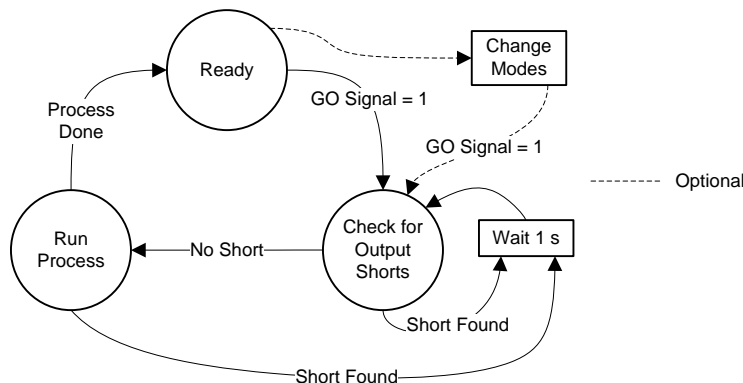 Ready
Change
Modes
GO Signal = 1
Process
Done
GO Signal = 1
Optional
Run
Process
No Short
Check for
Output
Shorts
Wait 1 s
Short Found
Short Found